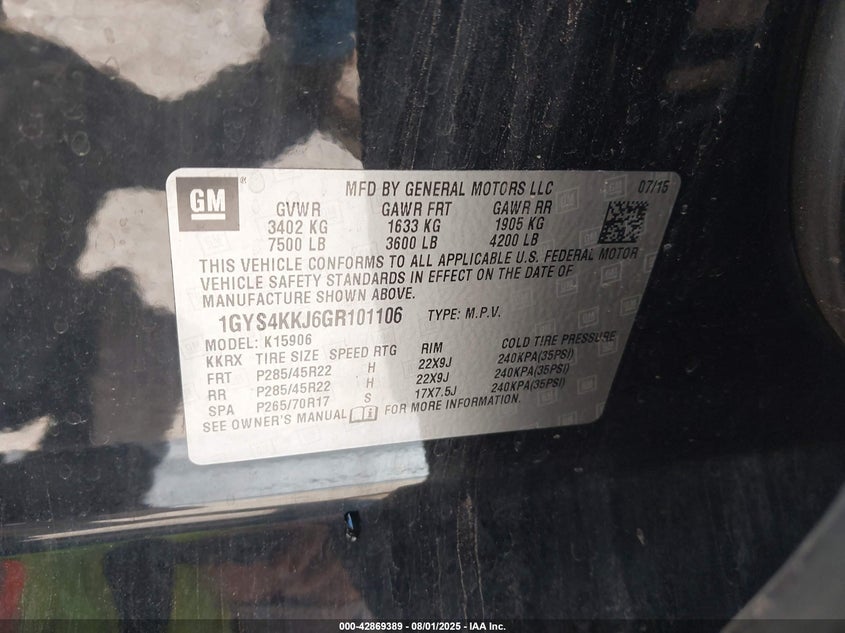 GM ® MFD BY GENERAL MOTORS LLC 07/15
GVWR GAWR FRT GAWR RR
3402 KG 1633 KG 1905 KG
7500 LB 3600 LB 4200 LB
THIS VEHICLE CONFORMS TO ALL APPLICABLE U.S. FEDERAL MOTOR
VEHICLE SAFETY STANDARDS IN EFFECT ON THE DATE OF
MANUFACTURE SHOWN ABOVE.
1GYS4KKJ6GR101106 TYPE: M.P.V.
MODEL: K15906
KKRX TIRE SIZE SPEED RTG RIM COLD TIRE PRESSURE
FRT P285/45R22 H 22X9J 240KPA(35PSI)
RR P285/45R22 H 22X9J 240KPA(35PSI)
SPA P265/70R17 S 17X7.5J 240KPA(35PSI)
SEE OWNER'S MANUAL FOR MORE INFORMATION.
000-42869389 - 08/01/2025 - IAA Inc.